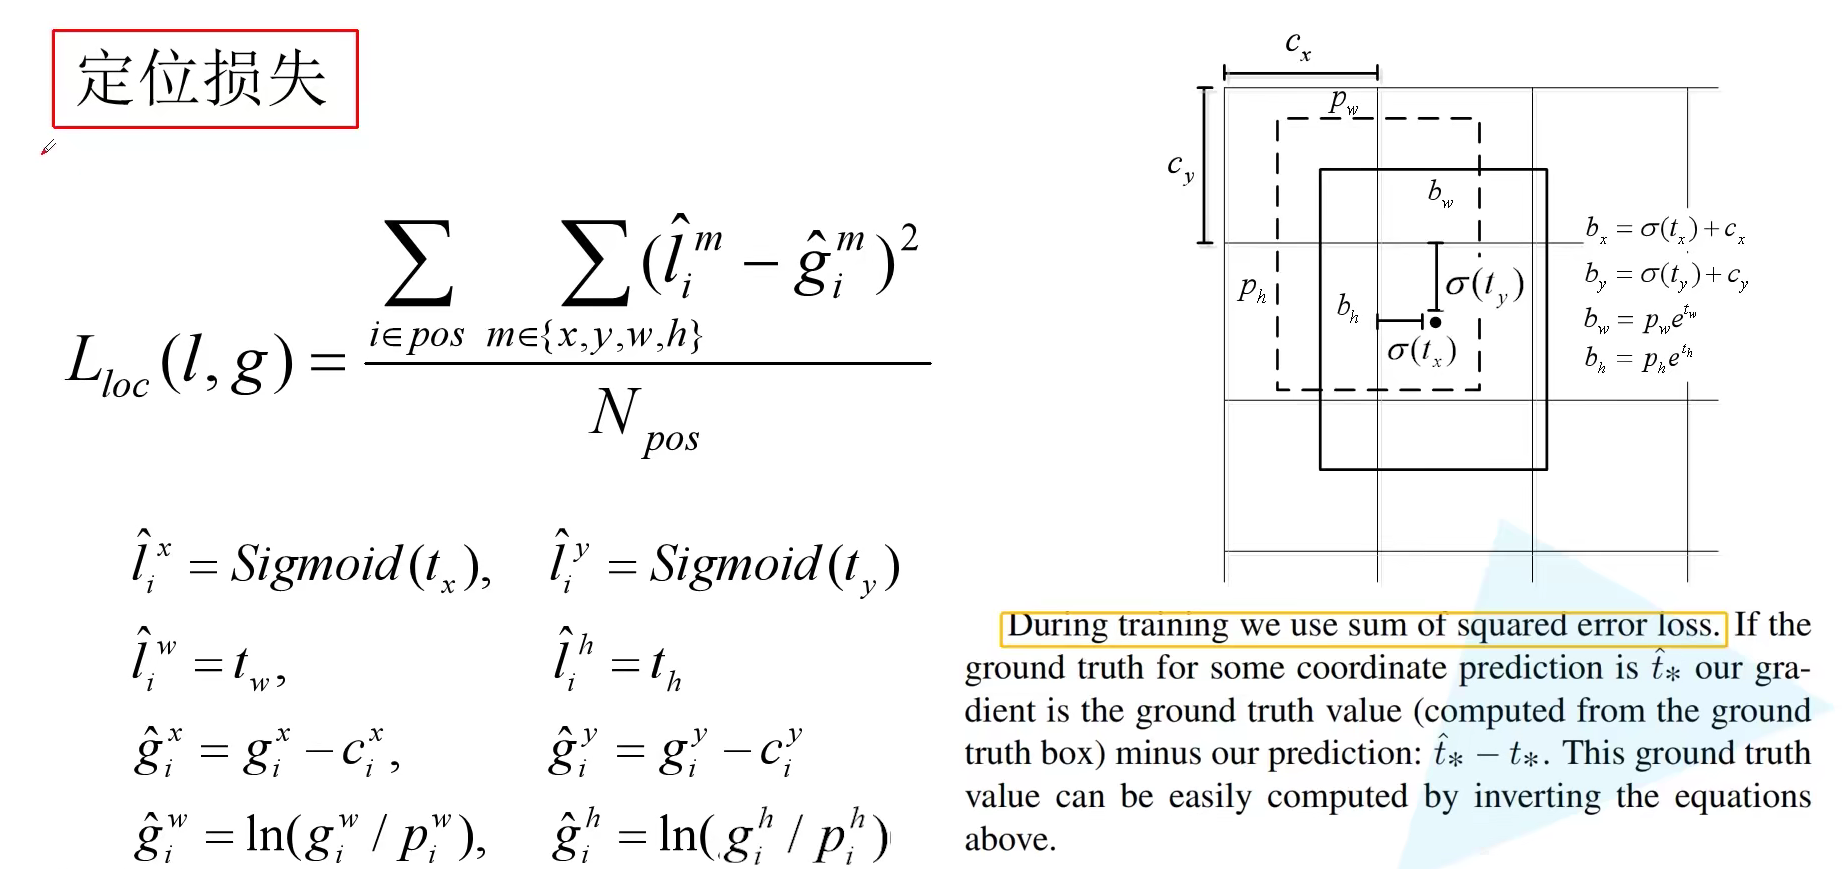 定位损失
L_{loc}(l, g) = \frac{\sum_{i \in pos} \sum_{m \in \{x,y,w,h\}} (\hat{l}_i^m - \hat{g}_i^m)^2}{N_{pos}}
\hat{l}_i^x = Sigmoid(t_x), \hat{l}_i^y = Sigmoid(t_y)
\hat{l}_i^w = t_w, \hat{l}_i^h = t_h
\hat{g}_i^x = g_i^x - c_i^x, \hat{g}_i^y = g_i^y - c_i^y
\hat{g}_i^w = \ln(g_i^w / p_i^w), \hat{g}_i^h = \ln(g_i^h / p_i^h)
c_x
p_w
c_y
b_w
p_h
σ(t_y)
b_h
σ(t_x)
b_x = σ(t_x) + c_x
b_y = σ(t_y) + c_y
b_w = p_w e^{t_w}
b_h = p_h e^{t_h}
During training we use sum of squared error loss. If the
ground truth for some coordinate prediction is \hat{t}_* our gra-
dient is the ground truth value (computed from the ground
truth box) minus our prediction: \hat{t}_* - t_*. This ground truth
value can be easily computed by inverting the equations
above.